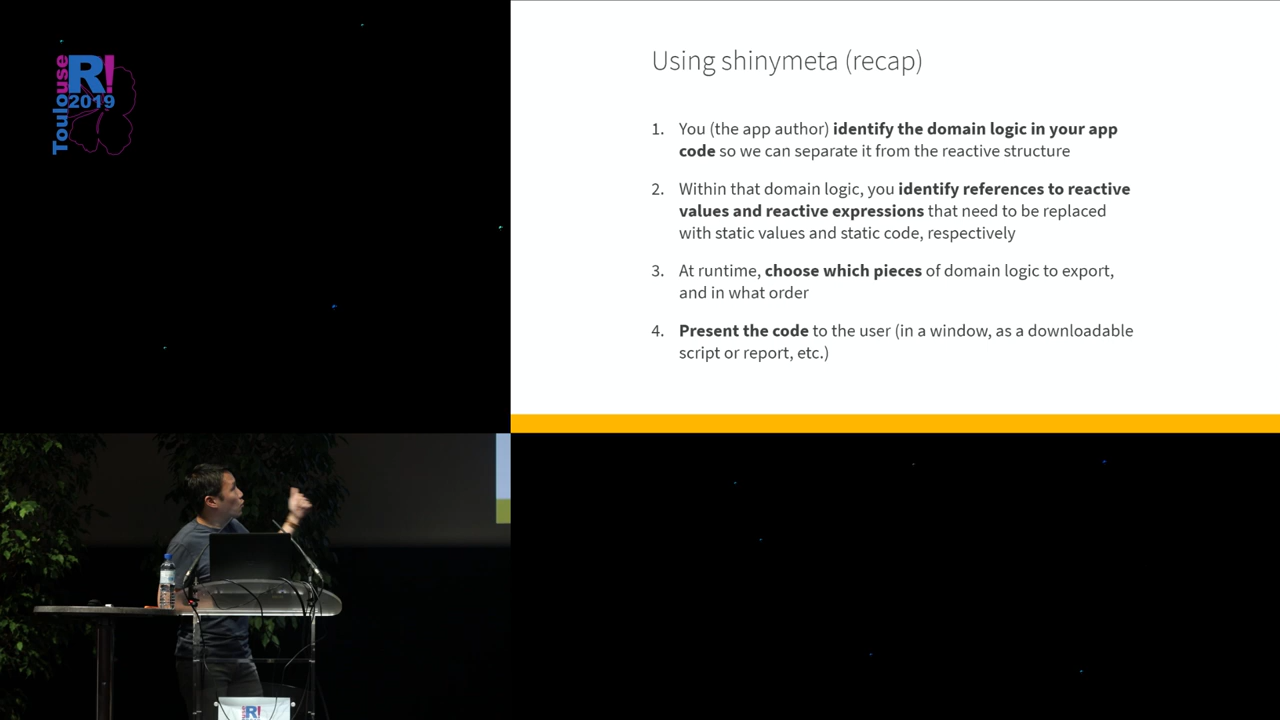 Toulouse
R!
2019
Using shinymeta (recap)
1. You (the app author) identify the domain logic in your app
code so we can separate it from the reactive structure
2. Within that domain logic, you identify references to reactive
values and reactive expressions that need to be replaced
with static values and static code, respectively
3. At runtime, choose which pieces of domain logic to export,
and in what order
4. Present the code to the user (in a window, as a downloadable
script or report, etc.)
R!